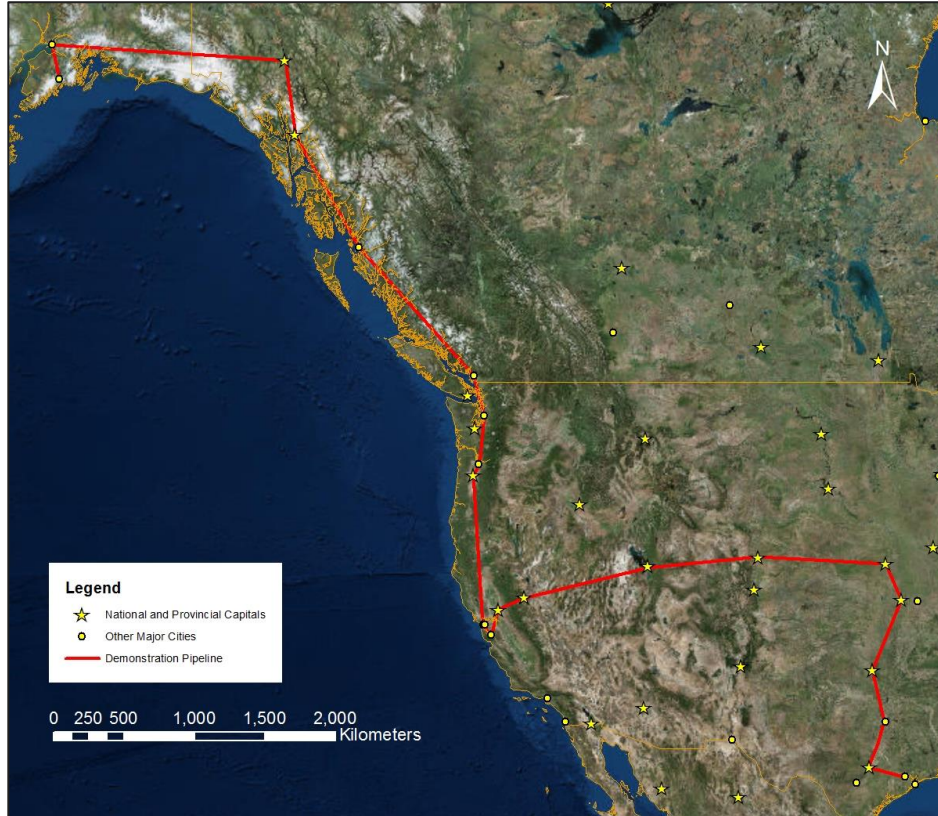 N
Legend
National and Provincial Capitals
Other Major Cities
Demonstration Pipeline
0 250 500 1,000 1,500 2,000
Kilometers